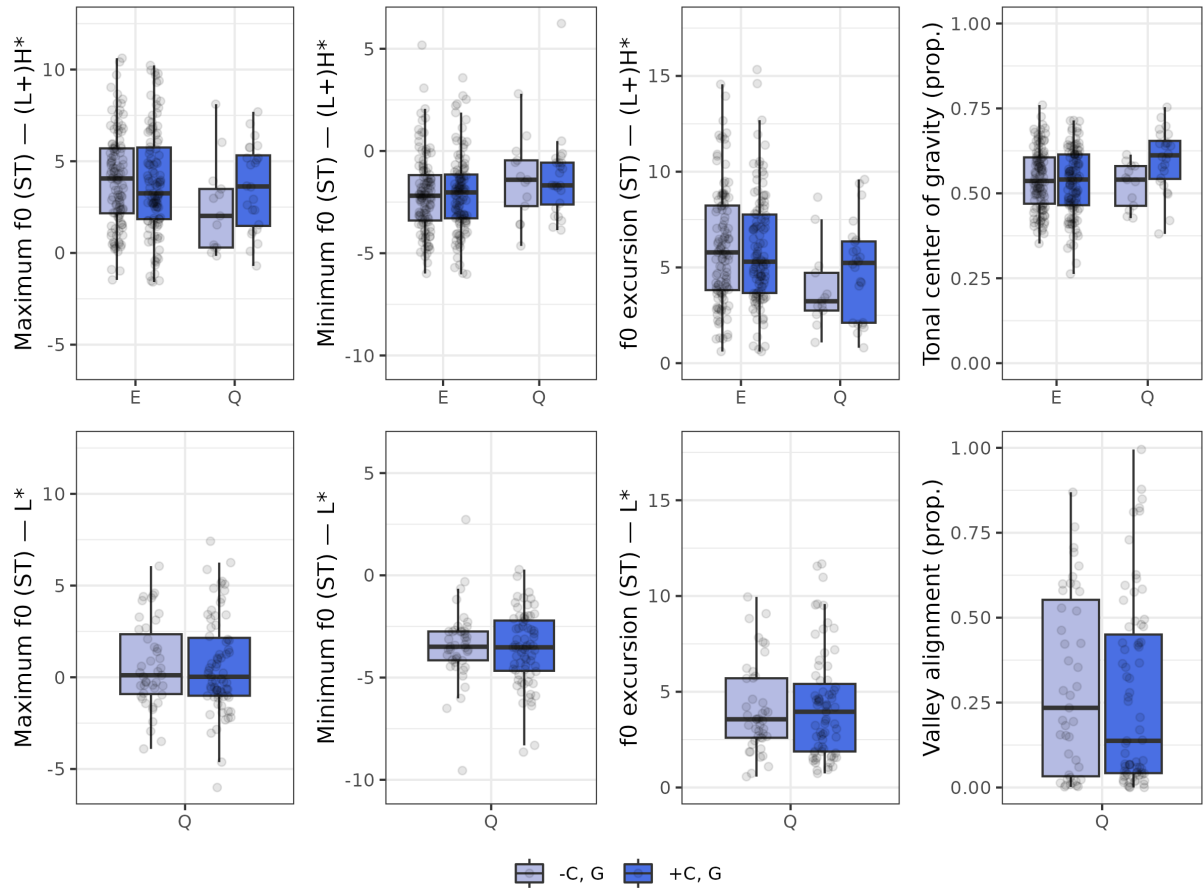 Maximum f0 (ST) — (L+)H*
10
5
0
-5
E
Q
Minimum f0 (ST) — (L+)H*
5
0
-5
-10
E
Q
f0 excursion (ST) — (L+)H*
15
10
5
0
E
Q
Tonal center of gravity (prop.)
1.00
0.75
0.50
0.25
0.00
E
Q
Maximum f0 (ST) — L*
10
5
0
-5
Q
Minimum f0 (ST) — L*
5
0
-5
-10
Q
f0 excursion (ST) — L*
15
10
5
0
Q
Valley alignment (prop.)
1.00
0.75
0.50
0.25
0.00
Q
-C, G
+C, G